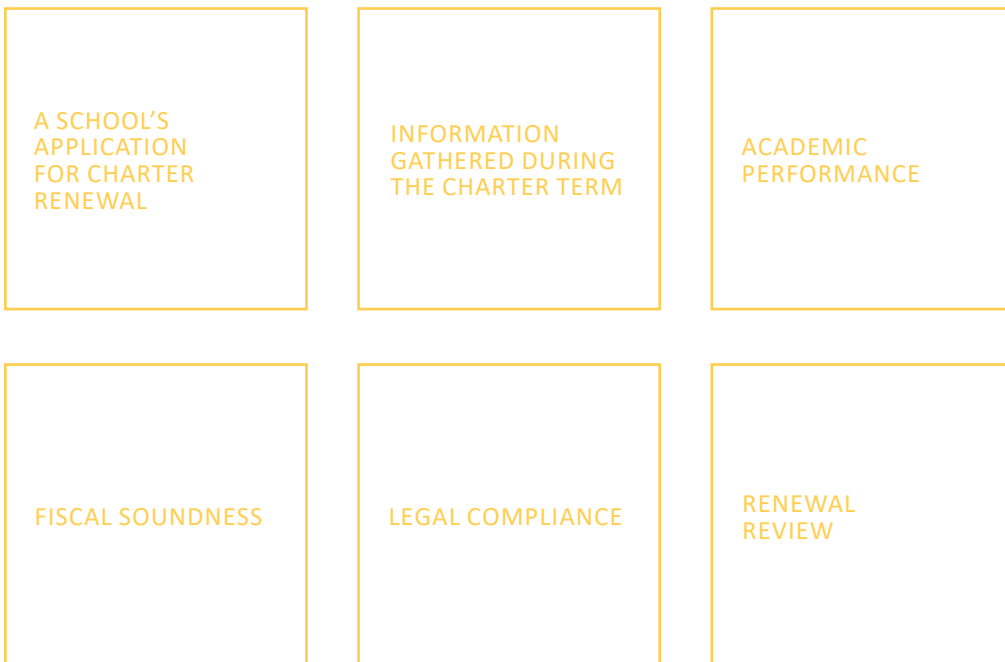 A SCHOOL’S
APPLICATION
FOR CHARTER
RENEWAL
INFORMATION
GATHERED DURING
THE CHARTER TERM
ACADEMIC
PERFORMANCE
FISCAL SOUNDNESS
LEGAL COMPLIANCE
RENEWAL
REVIEW